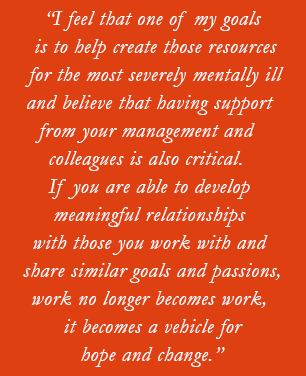 “I feel that one of my goals
is to help create those resources
for the most severely mentally ill
and believe that having support
from your management and
colleagues is also critical.
If you are able to develop
meaningful relationships
with those you work with and
share similar goals and passions,
work no longer becomes work,
it becomes a vehicle for
hope and change.”